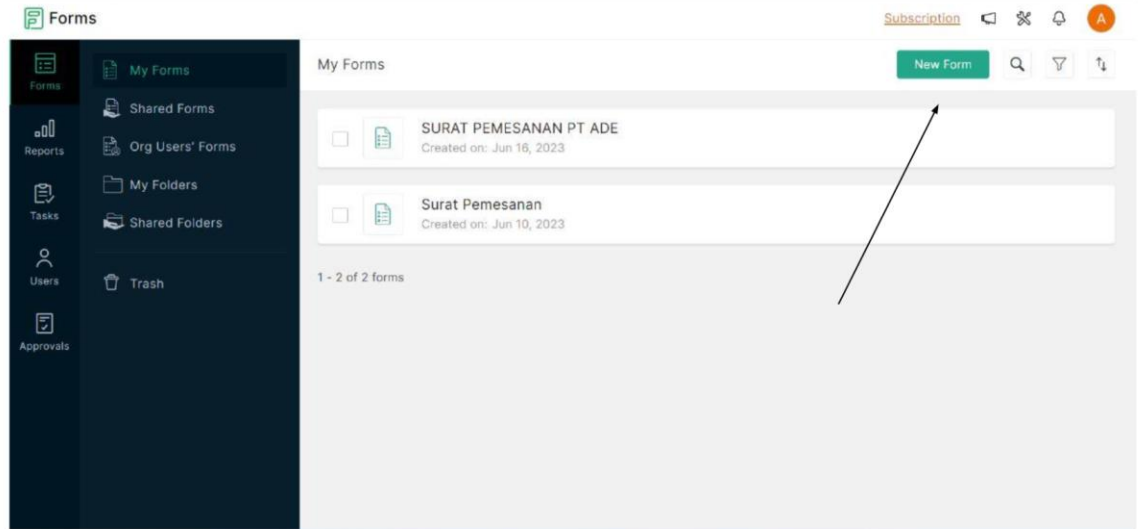 Forms
Subscription
A
Forms
Reports
Tasks
Users
Approvals
My Forms
Shared Forms
Org Users' Forms
My Folders
Shared Folders
Trash
My Forms
New Form
SURAT PEMESANAN PT ADE
Created on: Jun 16, 2023
Surat Pemesanan
Created on: Jun 10, 2023
1 - 2 of 2 forms